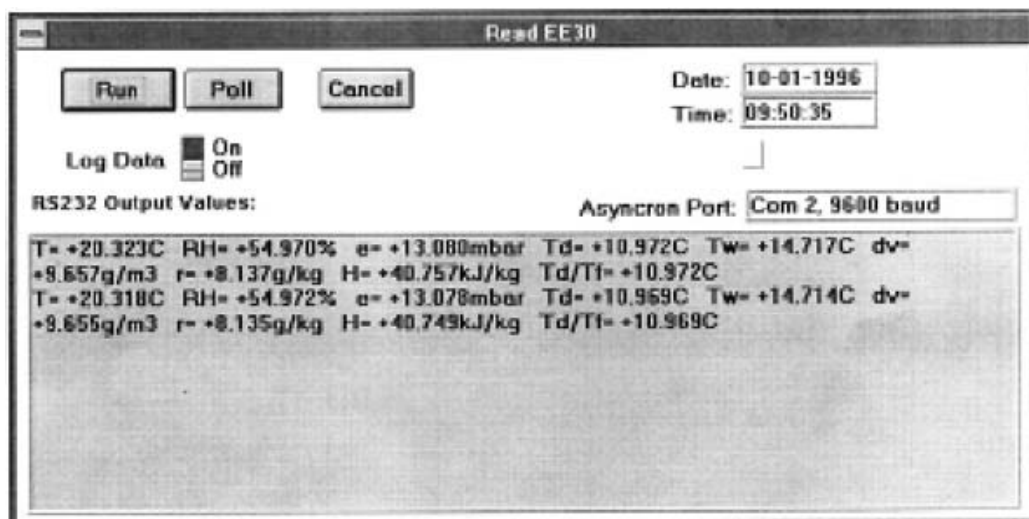 Read EE30
Run Poll Cancel
Date: 10-01-1996
Time: 09:50:35
Log Data On
Off
RS232 Output Values:
Asyncron Port: Com 2, 9600 baud
T= +20.323C RH= +54.970% e= +13.080mbar Td= +10.972C Tw= +14.717C dv=
+9.657g/m3 r= +8.137g/kg H= +40.757kJ/kg Td/Tf= +10.972C
T= +20.318C RH= +54.972% e= +13.078mbar Td= +10.969C Tw= +14.714C dv=
+9.655g/m3 r= +8.135g/kg H= +40.749kJ/kg Td/Tf= +10.969C